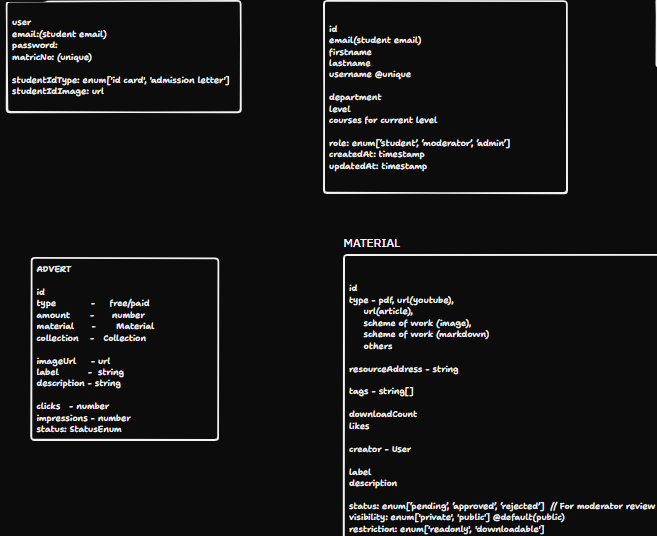 user
email:(student email)
password:
matricNo: (unique)
studentIdType: enum['id card', 'admission letter']
studentIdImage: url
id
email(student email)
firstname
lastname
username @unique
department
level
courses for current level
role: enum['student', 'moderator', 'admin']
createdAt: timestamp
updatedAt: timestamp
ADVERT
id
type - free/paid
amount - number
material - Material
collection - Collection
imageUrl - url
label - string
description - string
clicks - number
impressions - number
status: StatusEnum
MATERIAL
id
type - pdf, url(youtube),
url(article),
scheme of work (image),
scheme of work (markdown)
others
resourceAddress - string
tags - string[]
downloadCount
likes
creator - User
label
description
status: enum['pending', 'approved', 'rejected'] // For moderator review
visibility: enum['private', 'public'] @default(public)
restriction: enum['readonly', 'downloadable']